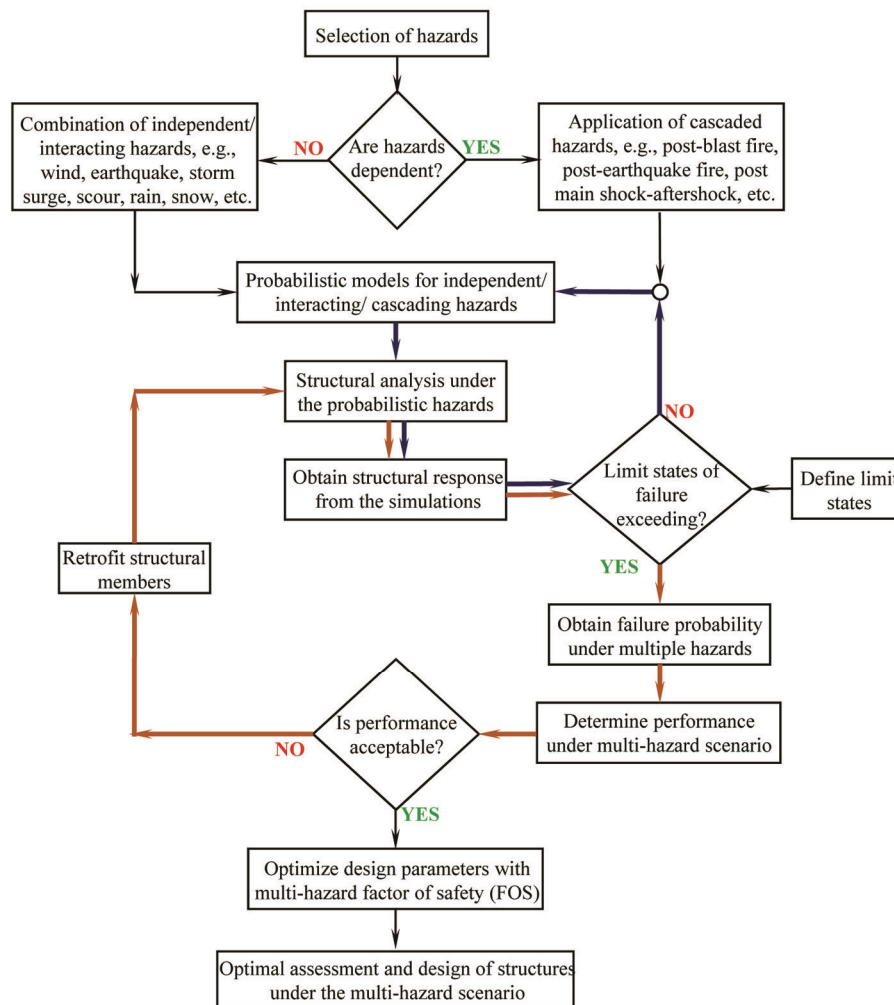 Selection of hazards
Combination of independent/
interacting hazards, e.g.,
wind, earthquake, storm
surge, scour, rain, snow, etc.
NO
Are hazards
dependent?
YES
Application of cascaded
hazards, e.g., post-blast fire,
post-earthquake fire, post
main shock-aftershock, etc.
Probabilistic models for independent/
interacting/ cascading hazards
Structural analysis under
the probabilistic hazards
NO
Obtain structural response
from the simulations
Limit states of
failure
exceeding?
Define limit
states
Retrofit structural
members
YES
Obtain failure probability
under multiple hazards
Is performance
acceptable?
NO
Determine performance
under multi-hazard scenario
YES
Optimize design parameters with
multi-hazard factor of safety (FOS)
Optimal assessment and design of structures
under the multi-hazard scenario